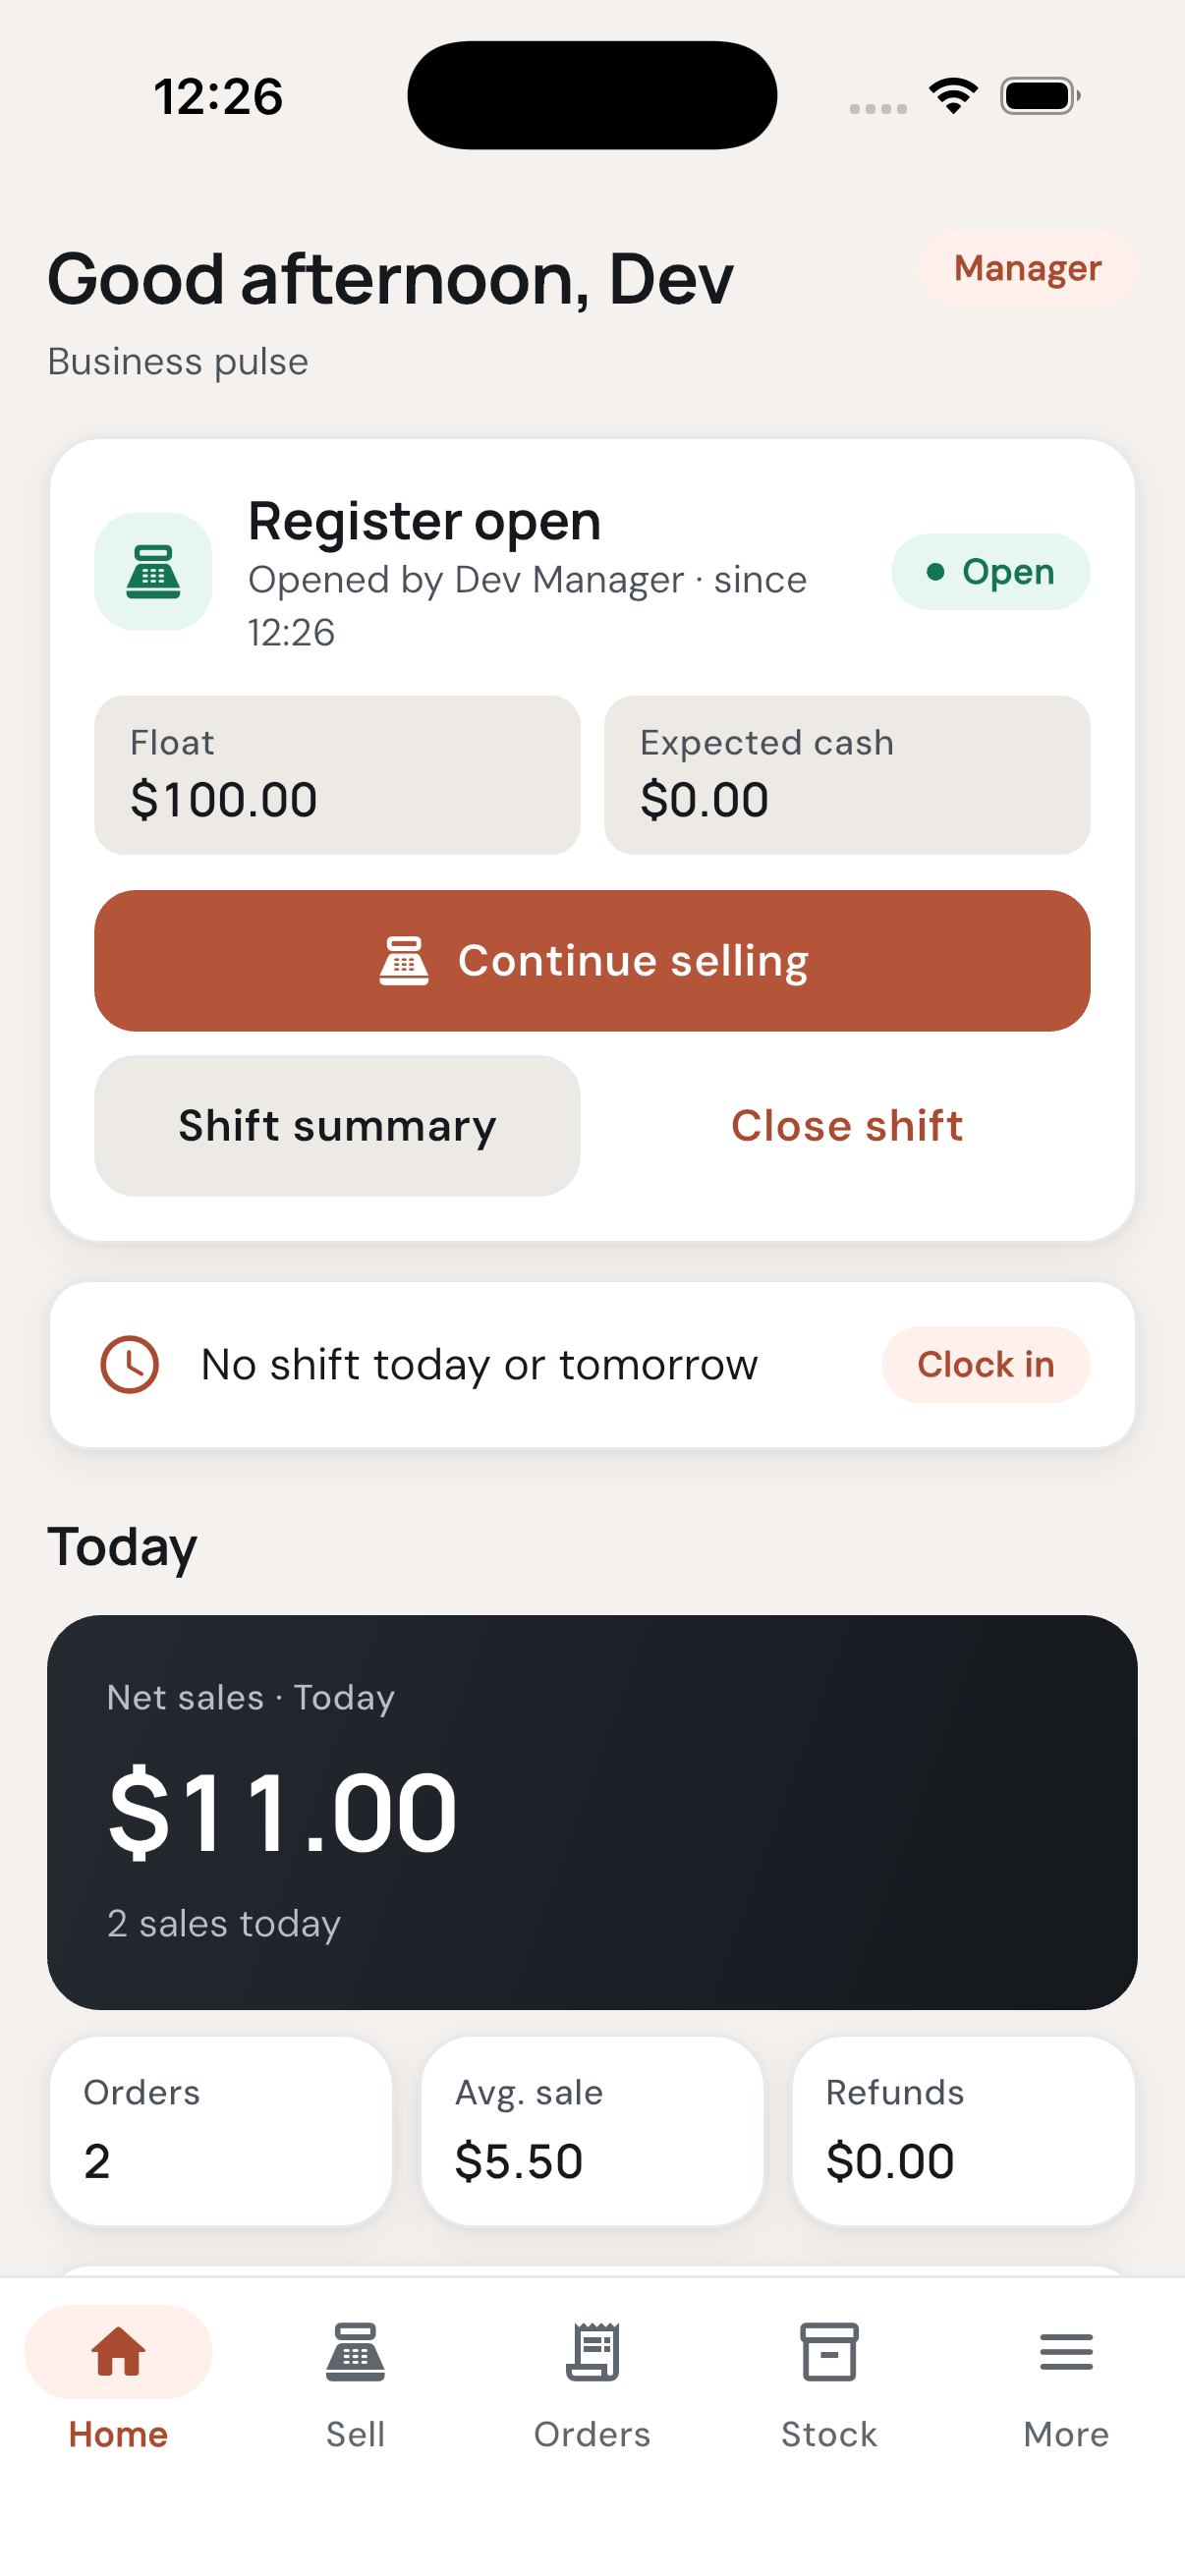 12:26
Good afternoon, Dev
Manager
Business pulse
Register open
Opened by Dev Manager · since
12:26
Open
Float
$100.00
Expected cash
$0.00
Continue selling
Shift summary
Close shift
No shift today or tomorrow
Clock in
Today
Net sales · Today
$11.00
2 sales today
Orders
2
Avg. sale
$5.50
Refunds
$0.00
Home
Sell
Orders
Stock
More